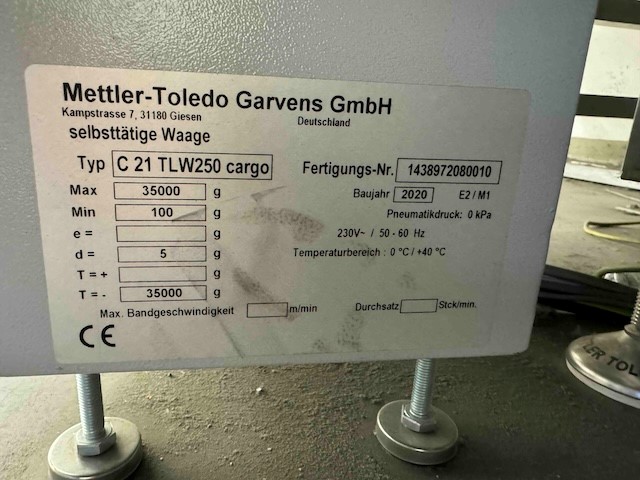 Mettler-Toledo Garvens GmbH
Kampstrasse 7, 31180 Giesen Deutschland
selbsttätige Waage
Typ C 21 TLW250 cargo Fertigungs-Nr. 1438972080010
Max 35000 g Baujahr 2020 E2 / M1
Min 100 g Pneumatikdruck: 0 kPa
e = g 230V~ / 50 - 60 Hz
d = 5 g Temperaturbereich : 0 °C / +40 °C
T = + g
T = - 35000 g
Max. Bandgeschwindigkeit m/min Durchsatz Stck/min.
CE
LER TOL